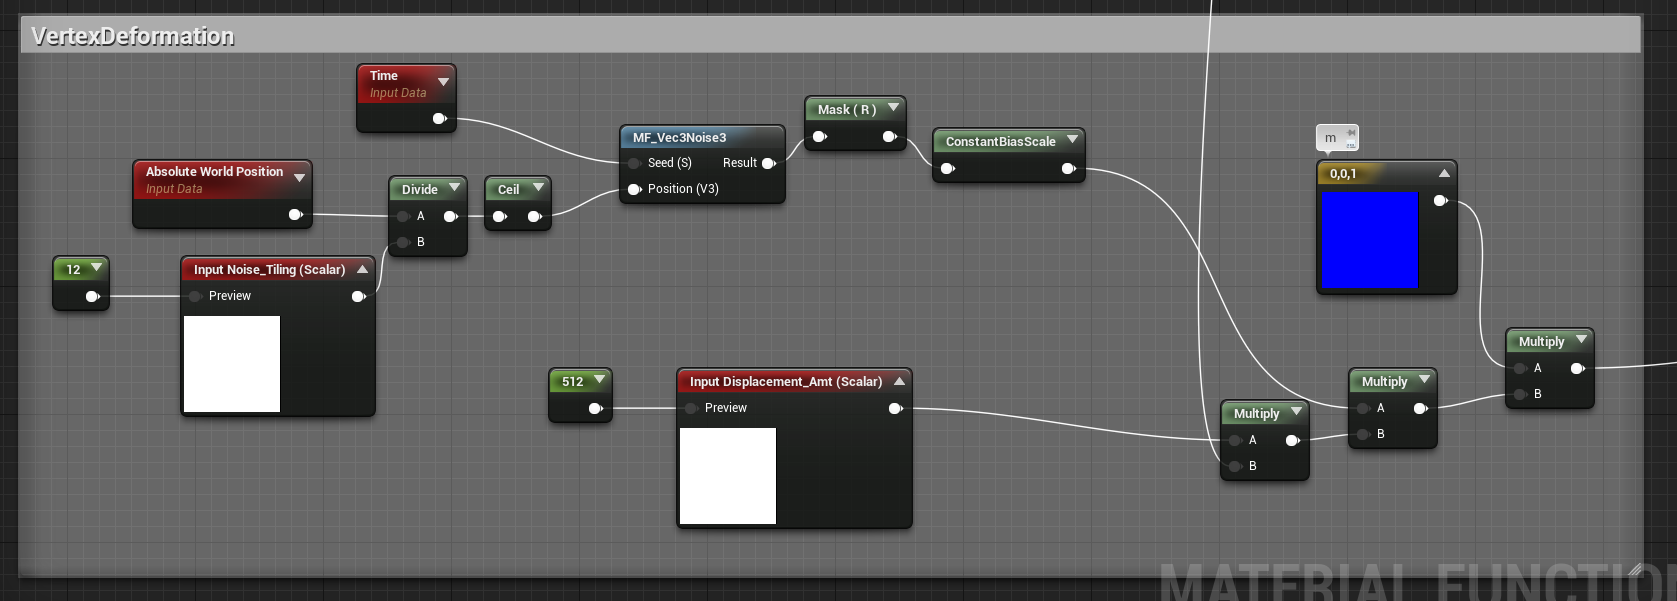 VertexDeformation
Time
Input Data
Absolute World Position
Input Data
12
Input Noise_Tiling (Scalar)
Preview
Divide
A
B
Ceil
MF_Vec3Noise3
Seed (S)
Result
Position (V3)
Mask ( R )
ConstantBiasScale
m
0,0,1
512
Input Displacement_Amt (Scalar)
Preview
Multiply
A
B
Multiply
A
B
Multiply
A
B
MATERIAL FUNCTIO